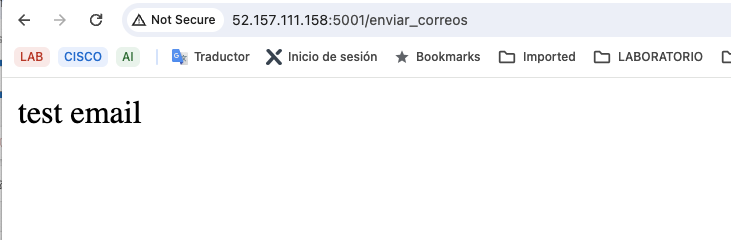 Not Secure 52.157.111.158:5001/enviar_correos
LAB CISCO AI Traductor Inicio de sesión Bookmarks Imported LABORATORIO
test email